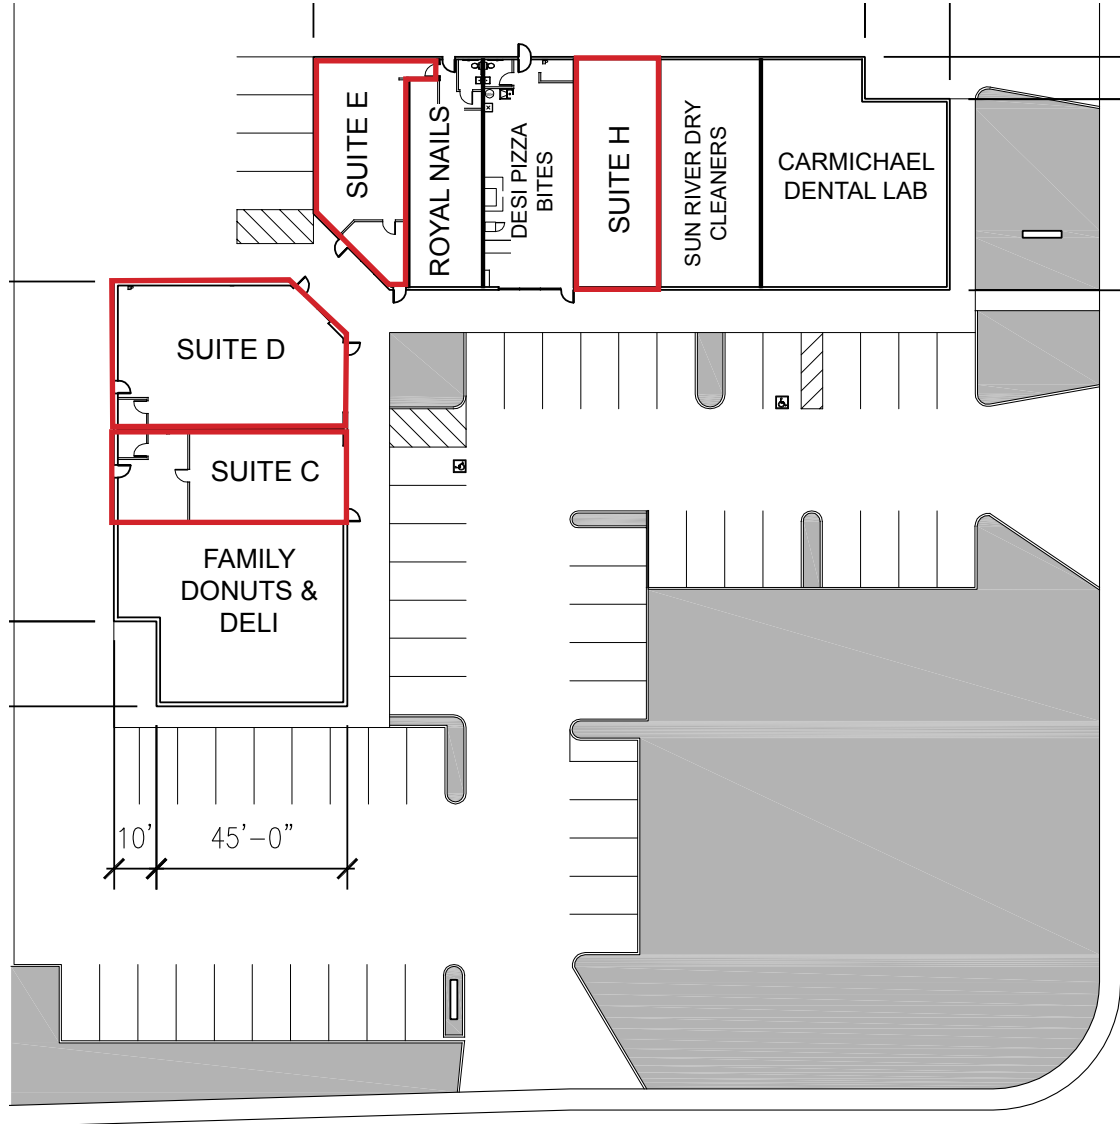 SUITE E
ROYAL NAILS
DESI PIZZA
BITES
SUITE H
SUN RIVER DRY
CLEANERS
CARMICHAEL
DENTAL LAB
SUITE D
SUITE C
FAMILY
DONUTS &
DELI
10'
45'-0"